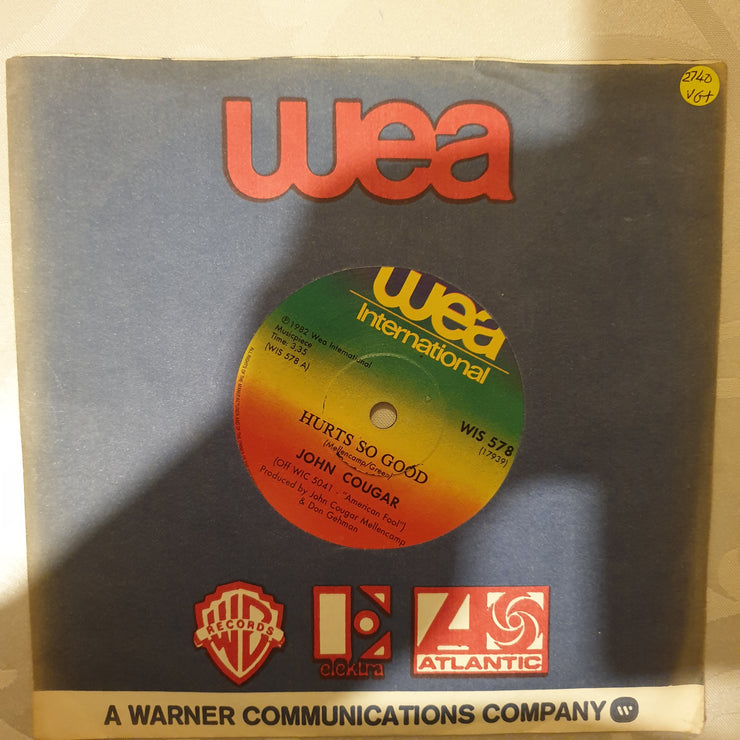 2740
VG+
wea
wea
International
℗ 1982 Wea International
Musicpiece
Time: 3.35
(WIS 578 A)
WIS 578
(17939)
HURTS SO GOOD
(Mellencamp/Green)
JOHN COUGAR
(Off WIC 5041 - "American Fool")
Produced by John Cougar Mellencamp
& Don Gehman
W
RECORDS
E
elektra
A
ATLANTIC
A WARNER COMMUNICATIONS COMPANY